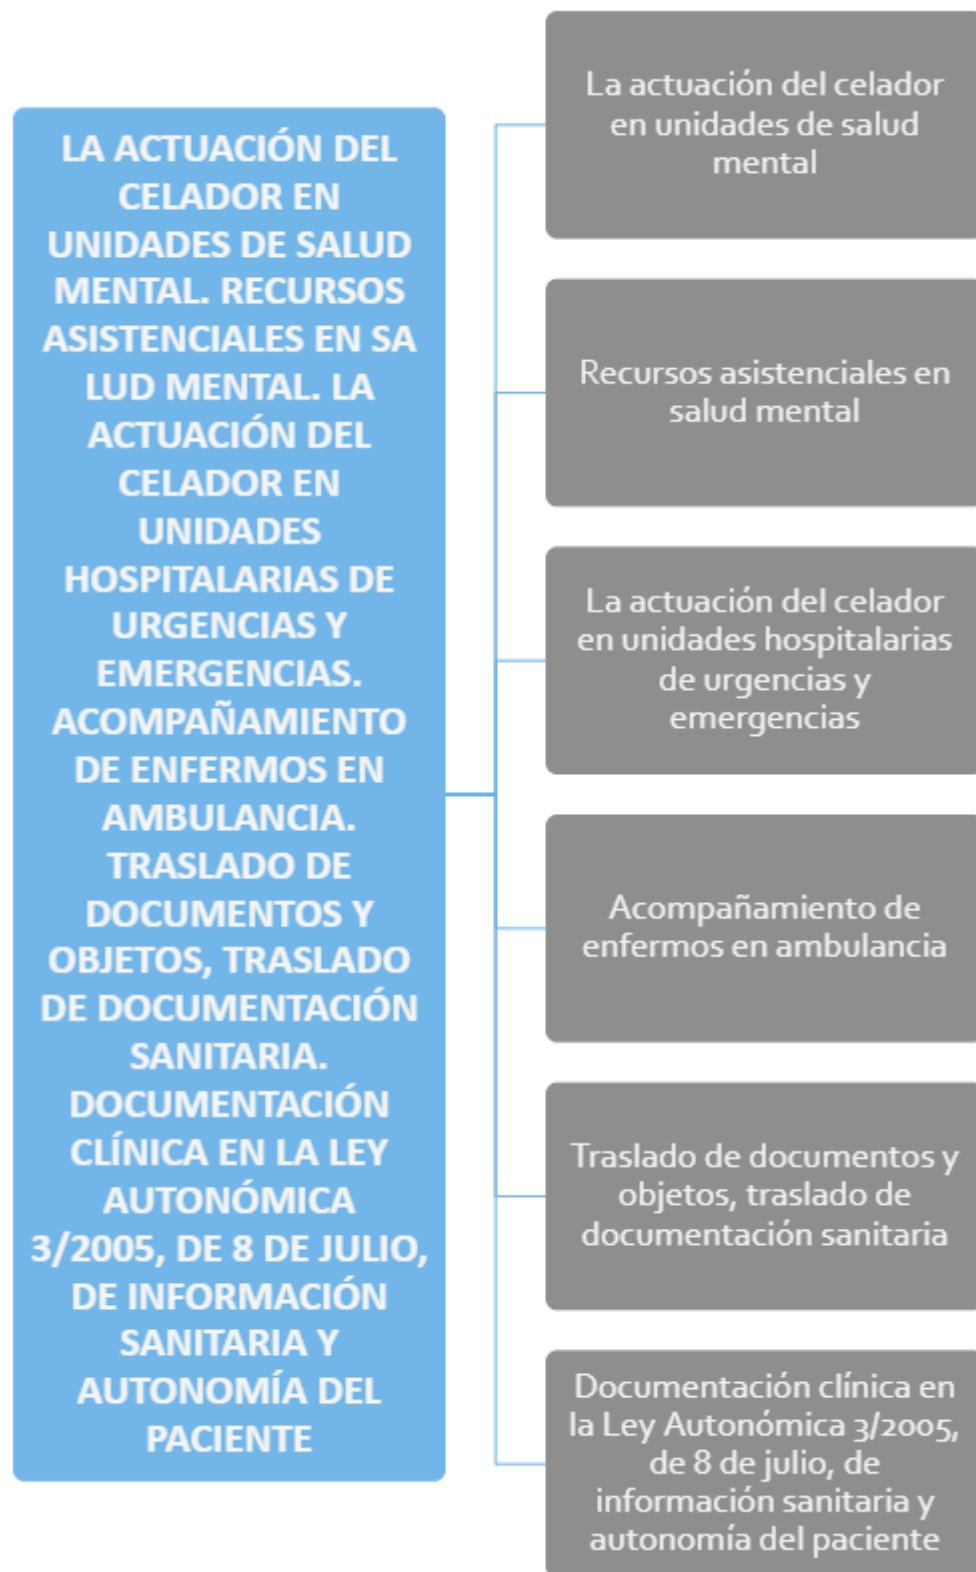 LA ACTUACIÓN DEL
CELADOR EN
UNIDADES DE SALUD
MENTAL. RECURSOS
ASISTENCIALES EN SA
LUD MENTAL. LA
ACTUACIÓN DEL
CELADOR EN
UNIDADES
HOSPITALARIAS DE
URGENCIAS Y
EMERGENCIAS.
ACOMPAÑAMIENTO
DE ENFERMOS EN
AMBULANCIA.
TRASLADO DE
DOCUMENTOS Y
OBJETOS, TRASLADO
DE DOCUMENTACIÓN
SANITARIA.
DOCUMENTACIÓN
CLÍNICA EN LA LEY
AUTONÓMICA
3/2005, DE 8 DE JULIO,
DE INFORMACIÓN
SANITARIA Y
AUTONOMÍA DEL
PACIENTE
La actuación del celador
en unidades de salud
mental
Recursos asistenciales en
salud mental
La actuación del celador
en unidades hospitalarias
de urgencias y
emergencias
Acompañamiento de
enfermos en ambulancia
Traslado de documentos y
objetos, traslado de
documentación sanitaria
Documentación clínica en
la Ley Autonómica 3/2005,
de 8 de julio, de
información sanitaria y
autonomía del paciente